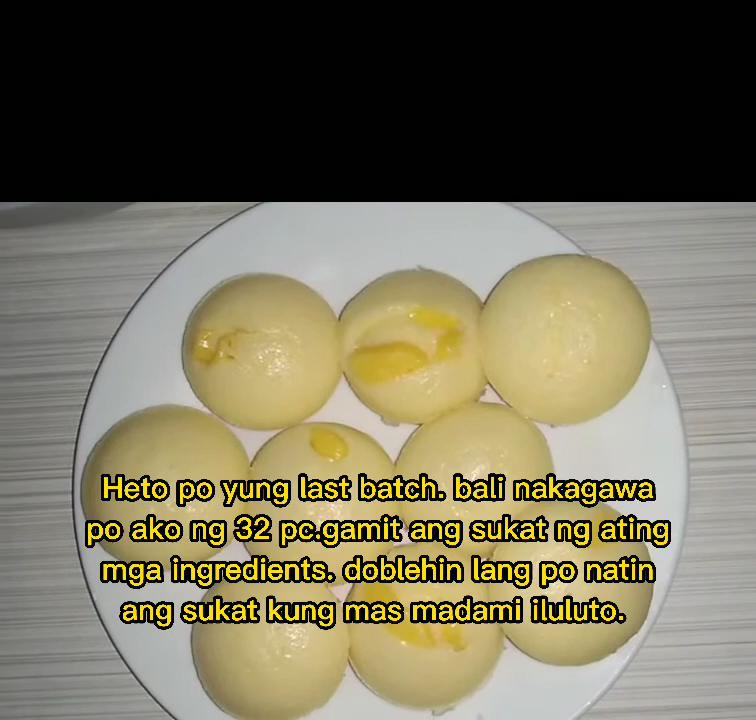 Heto po yung last batch. bali nakagawa
po ako ng 32 pc.gamit ang sukat ng ating
mga ingredients. doblehin lang po natin
ang sukat kung mas madami iluluto.